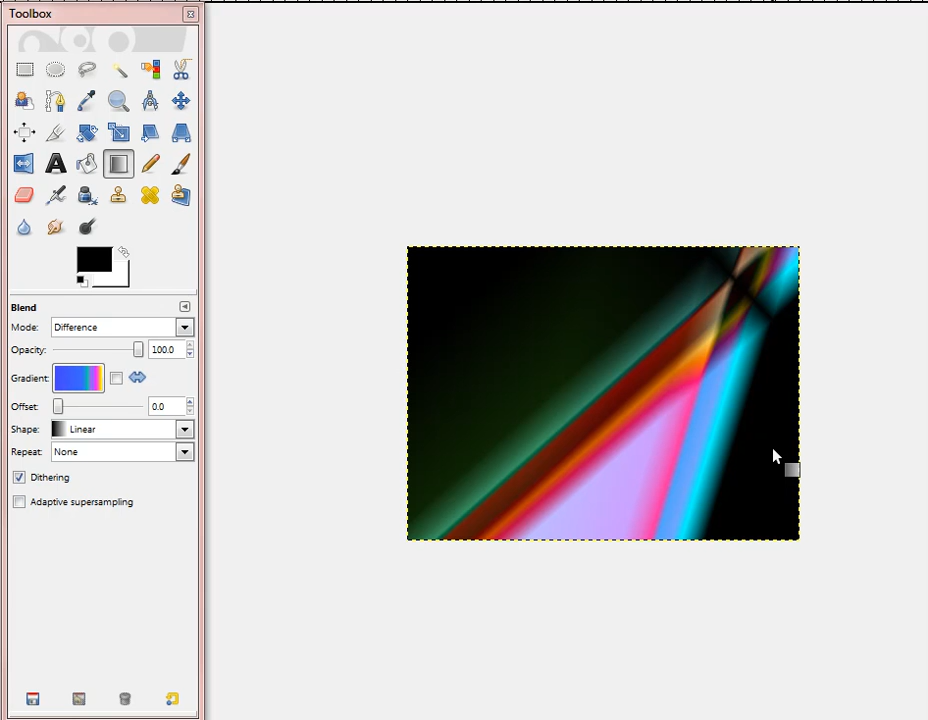 Toolbox
Blend
Mode: Difference
Opacity: 100.0
Gradient:
Offset: 0.0
Shape: Linear
Repeat: None
Dithering
Adaptive supersampling